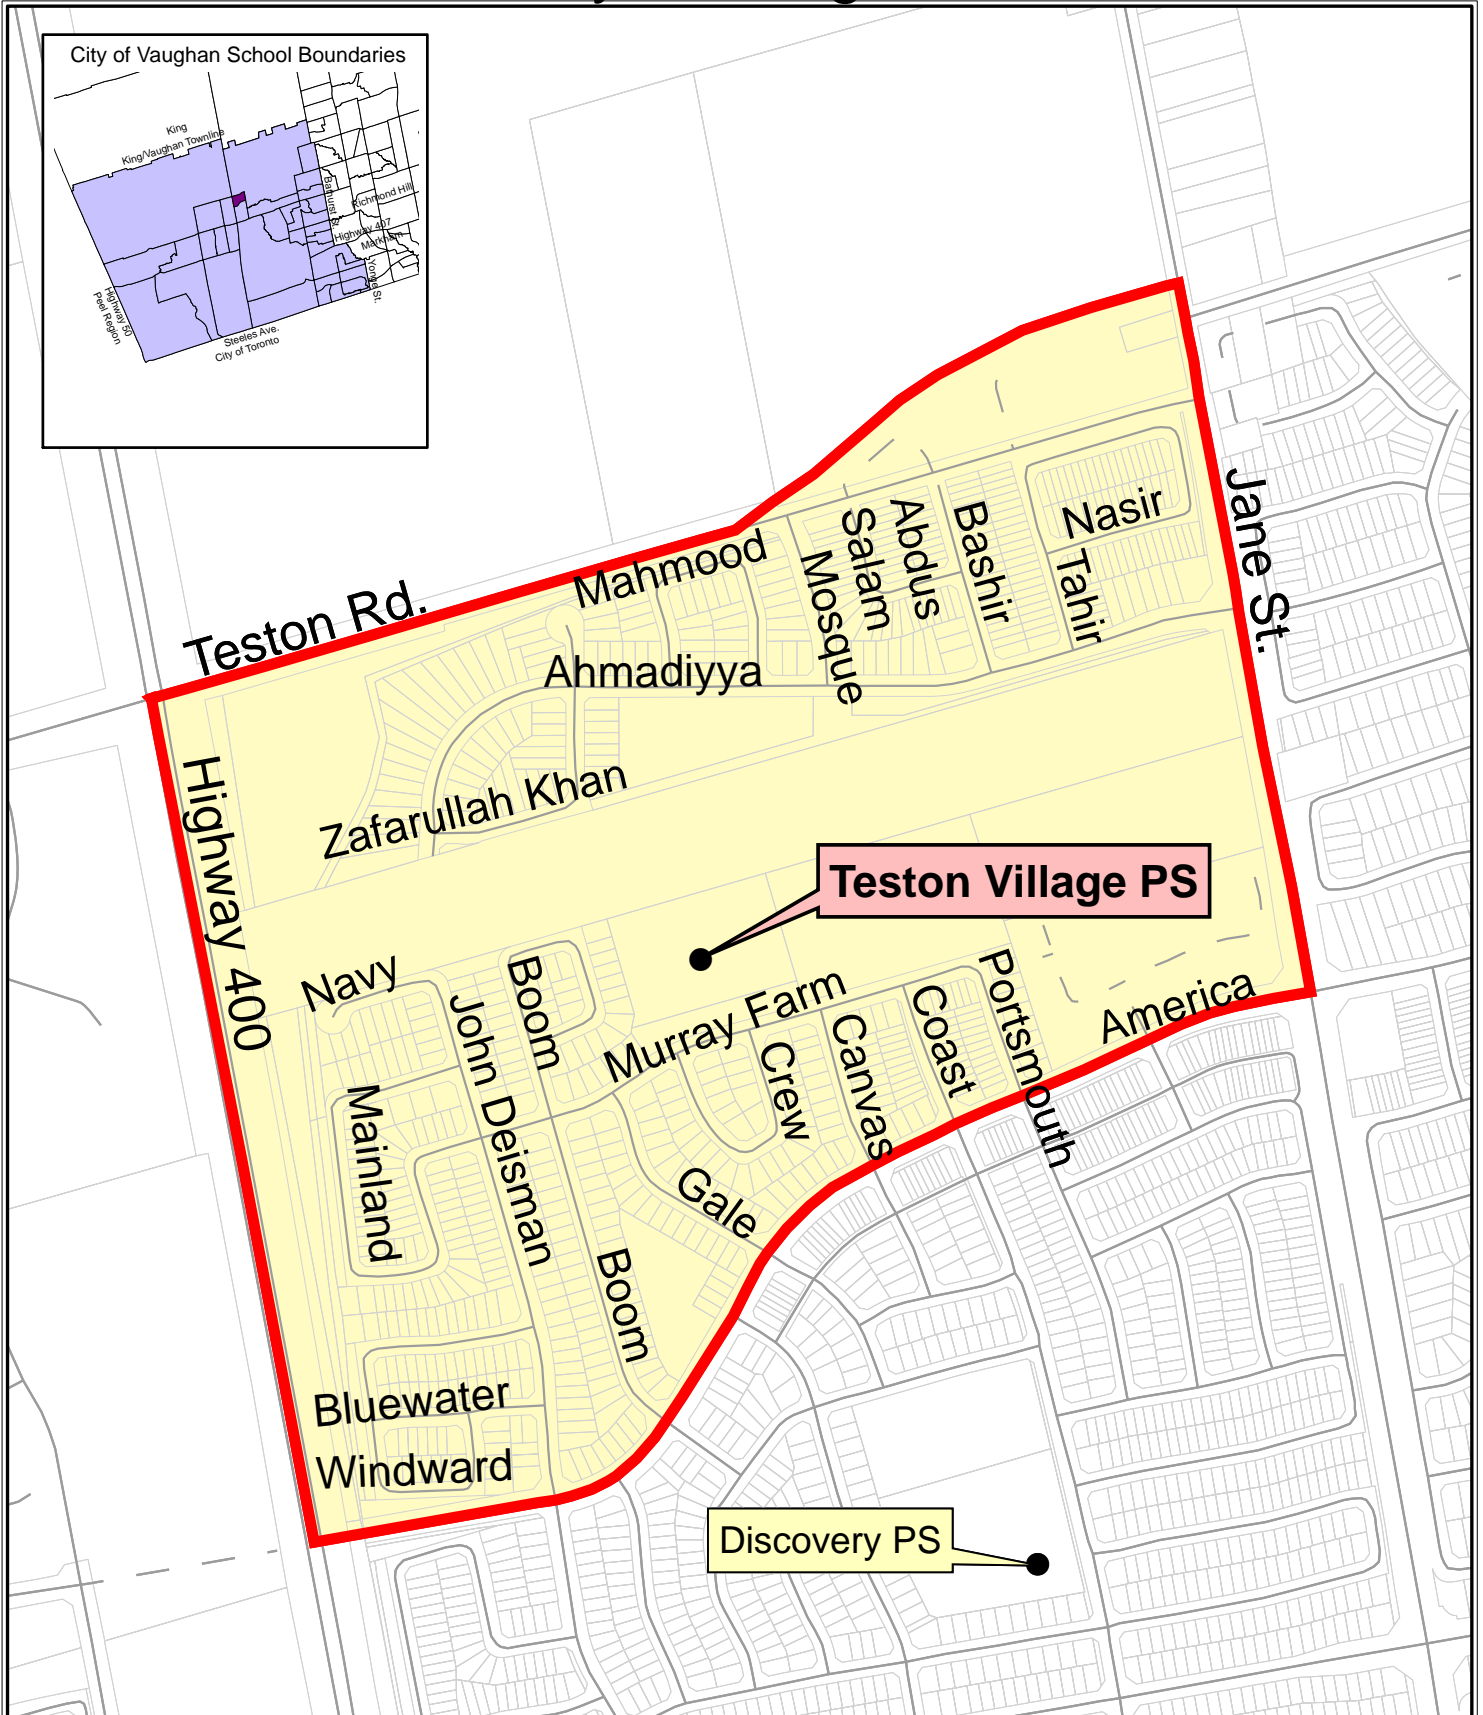 City of Vaughan School Boundaries
King
King/Vaughan Townline
Bathurst St.
Richmond Hill
Highway 407
Markham
Yonge St.
Highway 50
Peel Region
Steeles Ave.
City of Toronto
Teston Rd.
Jane St.
Highway 400
Mahmood
Mosque
Salam
Abdus
Bashir
Nasir
Tahir
Ahmadiyya
Zafarullah Khan
Teston Village PS
Navy
Boom
John Deisman
Murray Farm
Crew
Canvas
Coast
Portsmouth
America
Mainland
Gale
Boom
Bluewater
Windward
Discovery PS